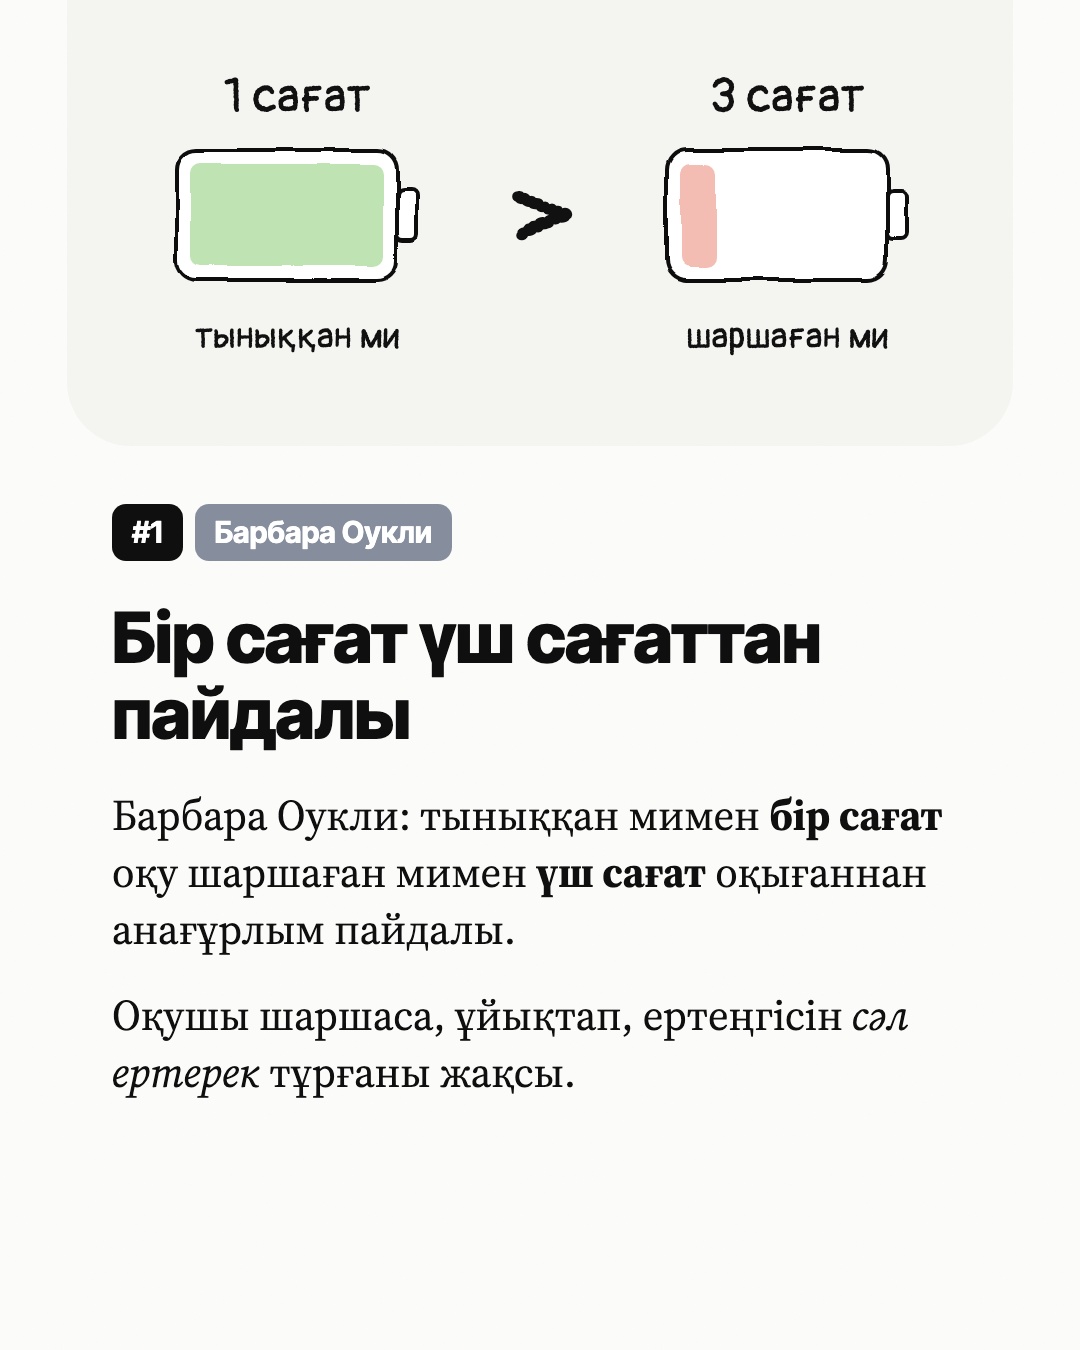 1 сағат
3 сағат
>
тыныққан ми
шаршаған ми
#1 Барбара Оукли
Бір сағат үш сағаттан
пайдалы
Барбара Оукли: тыныққан мимен бір сағат
оқу шаршаған мимен үш сағат оқығаннан
анағұрлым пайдалы.
Оқушы шаршаса, ұйықтап, ертеңгісін сәл
ертерек тұрғаны жақсы.